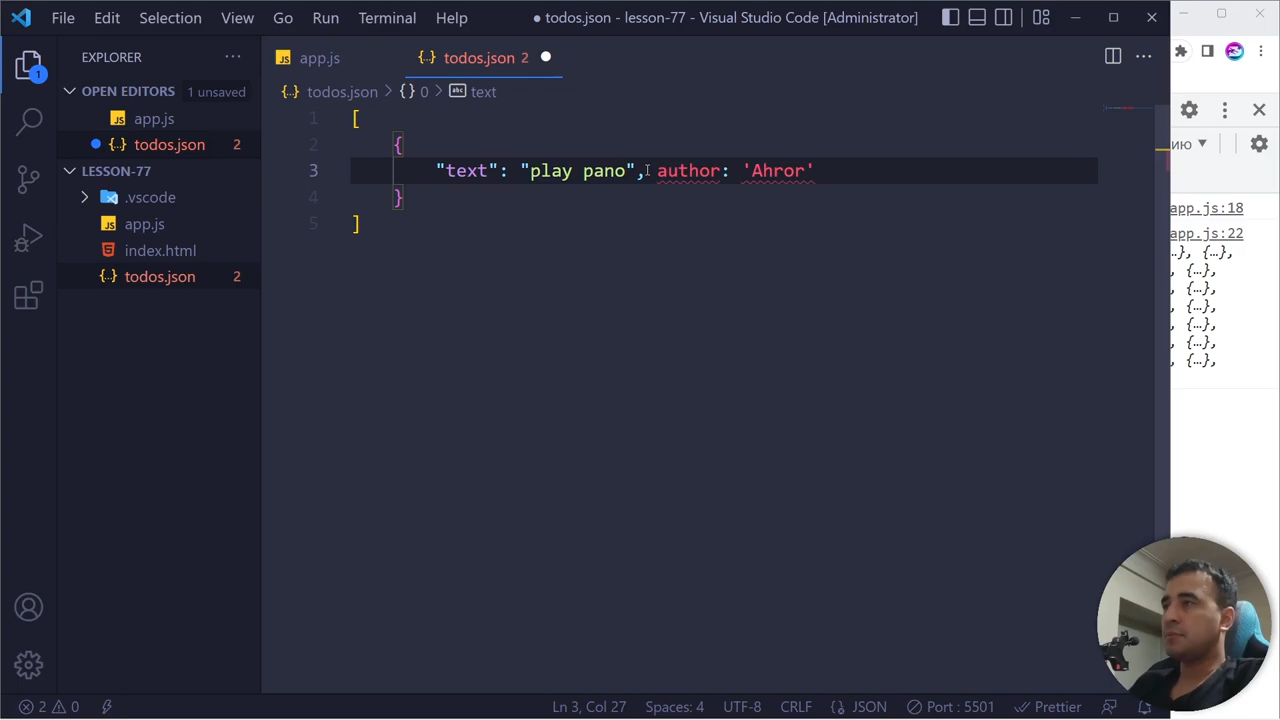 File Edit Selection View Go Run Terminal Help
● todos.json - lesson-77 - Visual Studio Code [Administrator]
EXPLORER
OPEN EDITORS 1 unsaved
app.js
todos.json 2
LESSON-77
.vscode
app.js
index.html
todos.json 2
1
app.js
todos.json 2
todos.json > {} 0 > text
1 [
2 {
3 "text": "play pano", author: 'Ahror'
4 }
5 ]
ию
app.js:18
app.js:22
…}, {…},
, {…},
, {…},
, {…},
, {…},
, {…},
, {…},
2 0
Ln 3, Col 27 Spaces: 4 UTF-8 CRLF {} JSON Port : 5501 Prettier